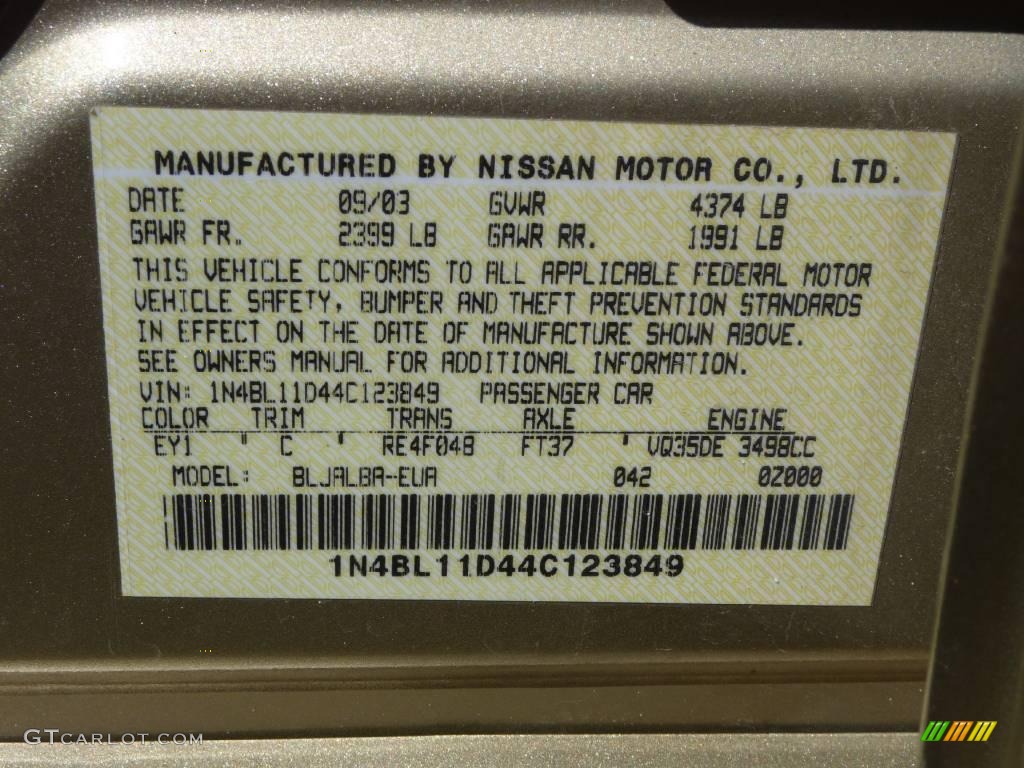 MANUFACTURED BY NISSAN MOTOR CO., LTD.
DATE 09/03 GVWR 4374 LB
GAWR FR. 2399 LB GAWR RR. 1991 LB
THIS VEHICLE CONFORMS TO ALL APPLICABLE FEDERAL MOTOR
VEHICLE SAFETY, BUMPER AND THEFT PREVENTION STANDARDS
IN EFFECT ON THE DATE OF MANUFACTURE SHOWN ABOVE.
SEE OWNERS MANUAL FOR ADDITIONAL INFORMATION.
VIN: 1N4BL11D44C123849 PASSENGER CAR
COLOR TRIM TRANS AXLE ENGINE
EY1 " C ' RE4F04B FT37 ' VQ35DE 3498CC
MODEL: BLJALBA-EUA 042 0Z000
1N4BL11D44C123849
GTCARLOT.COM